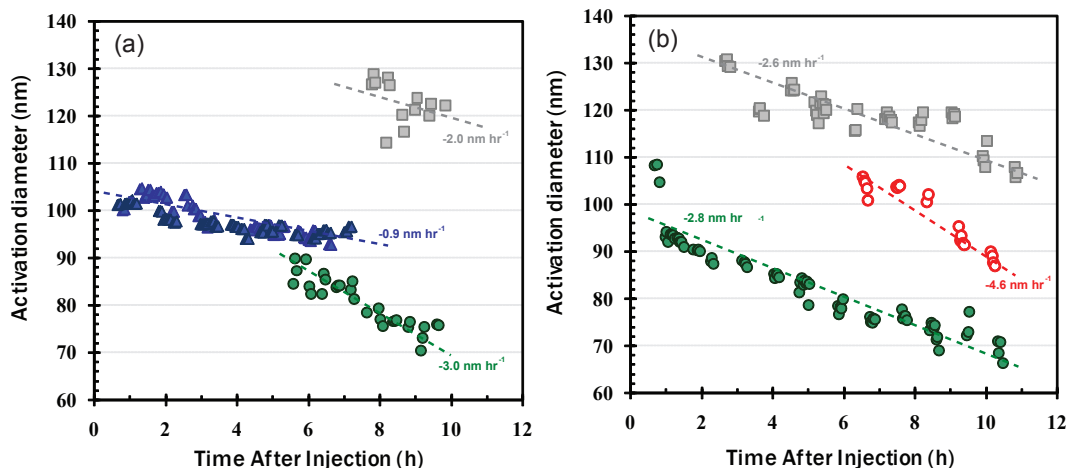 140
130
120
110
100
90
80
70
60
Activation diameter (nm)
(a)
-2.0 nm hr⁻¹
-0.9 nm hr⁻¹
-3.0 nm hr⁻¹
0 2 4 6 8 10 12
Time After Injection (h)
140
130
120
110
100
90
80
70
60
Activation diameter (nm)
(b)
-2.6 nm hr⁻¹
-2.8 nm hr⁻¹
-4.6 nm hr⁻¹
0 2 4 6 8 10 12
Time After Injection (h)